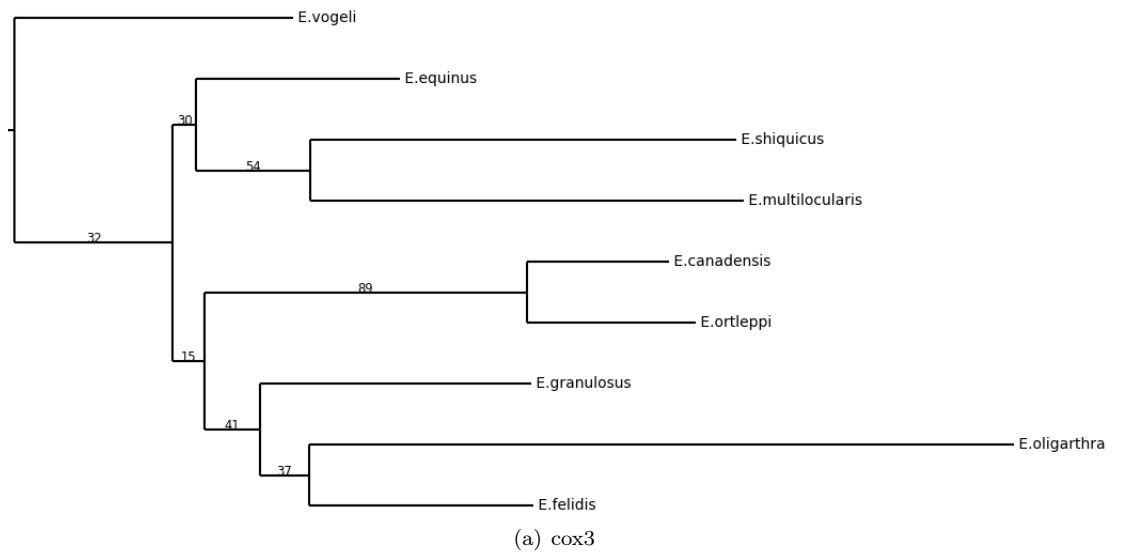 E.vogeli
E.equinus
30
E.shiquicus
54
E.multilocularis
32
E.canadensis
89
E.ortleppi
15
E.granulosus
41
E.oligarthra
37
E.felidis
(a) cox3